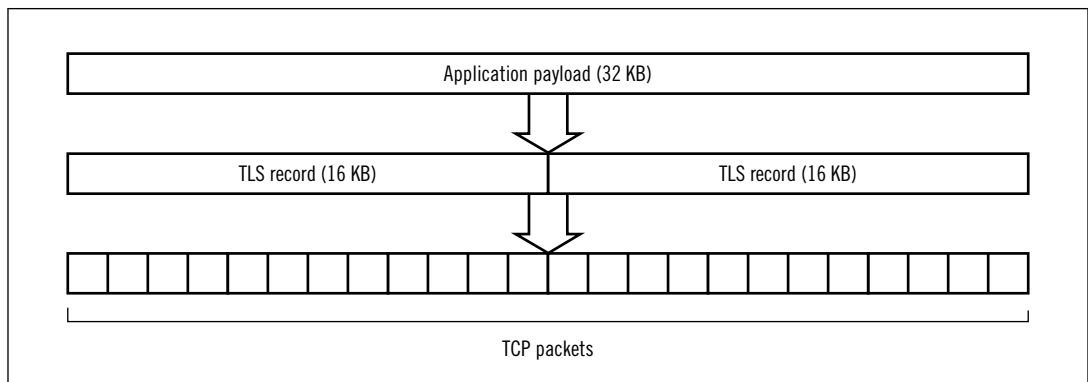 Application payload (32 KB)
TLS record (16 KB)
TLS record (16 KB)
TCP packets